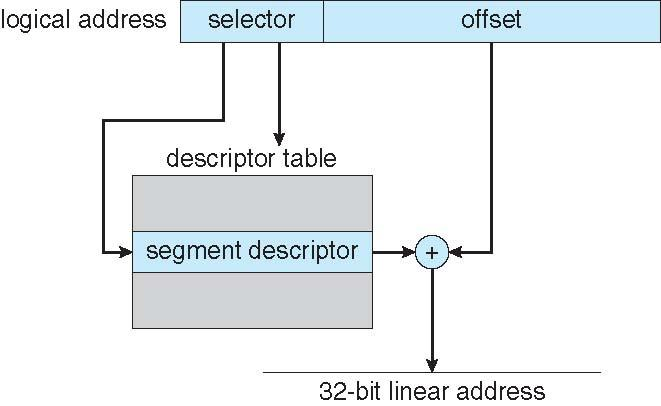 logical address selector offset
descriptor table
segment descriptor +
32-bit linear address